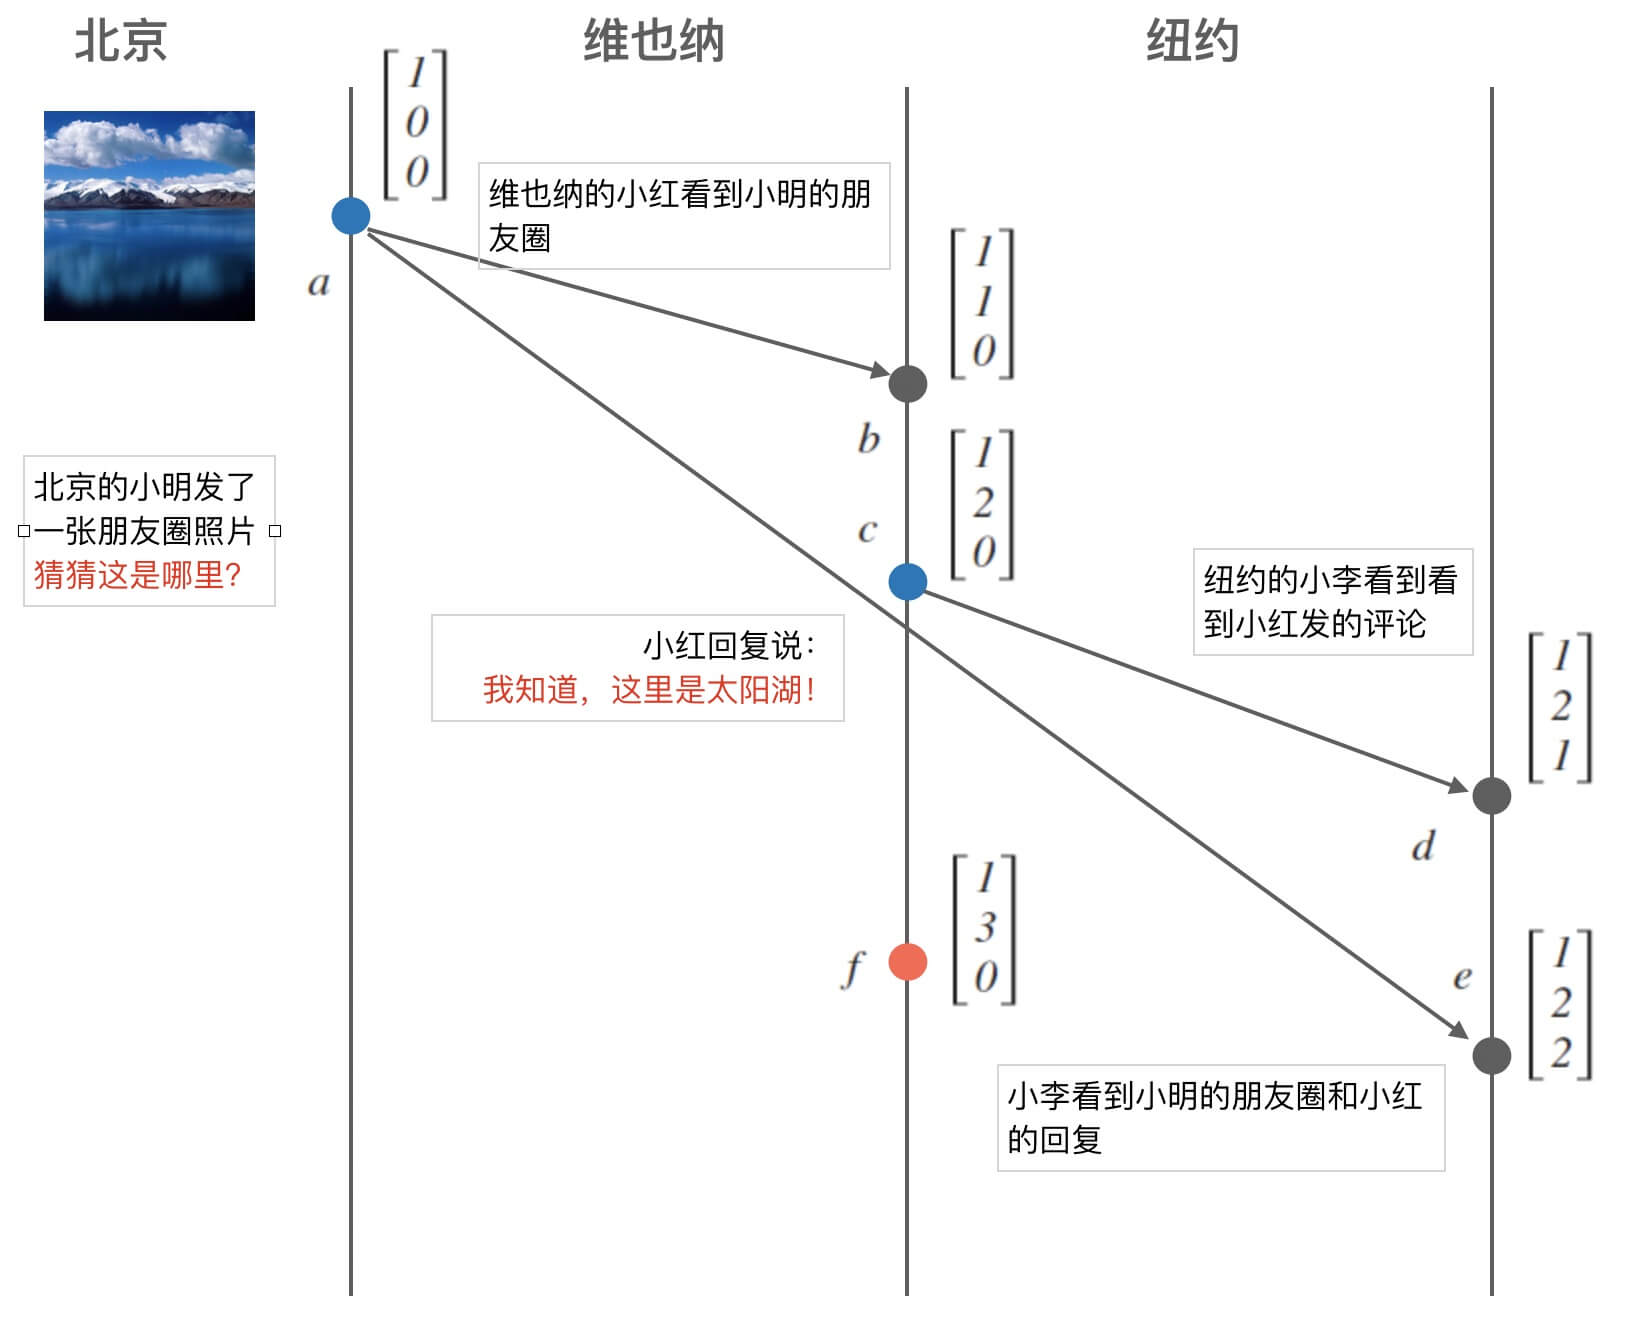 北京
维也纳
纽约
1
0
0
维也纳的小红看到小明的朋
友圈
a
1
1
0
b
北京的小明发了
一张朋友圈照片
猜猜这是哪里？
c
1
2
0
纽约的小李看到看
到小红发的评论
小红回复说：
我知道，这里是太阳湖！
1
2
1
d
1
3
0
f
e
1
2
2
小李看到小明的朋友圈和小红
的回复